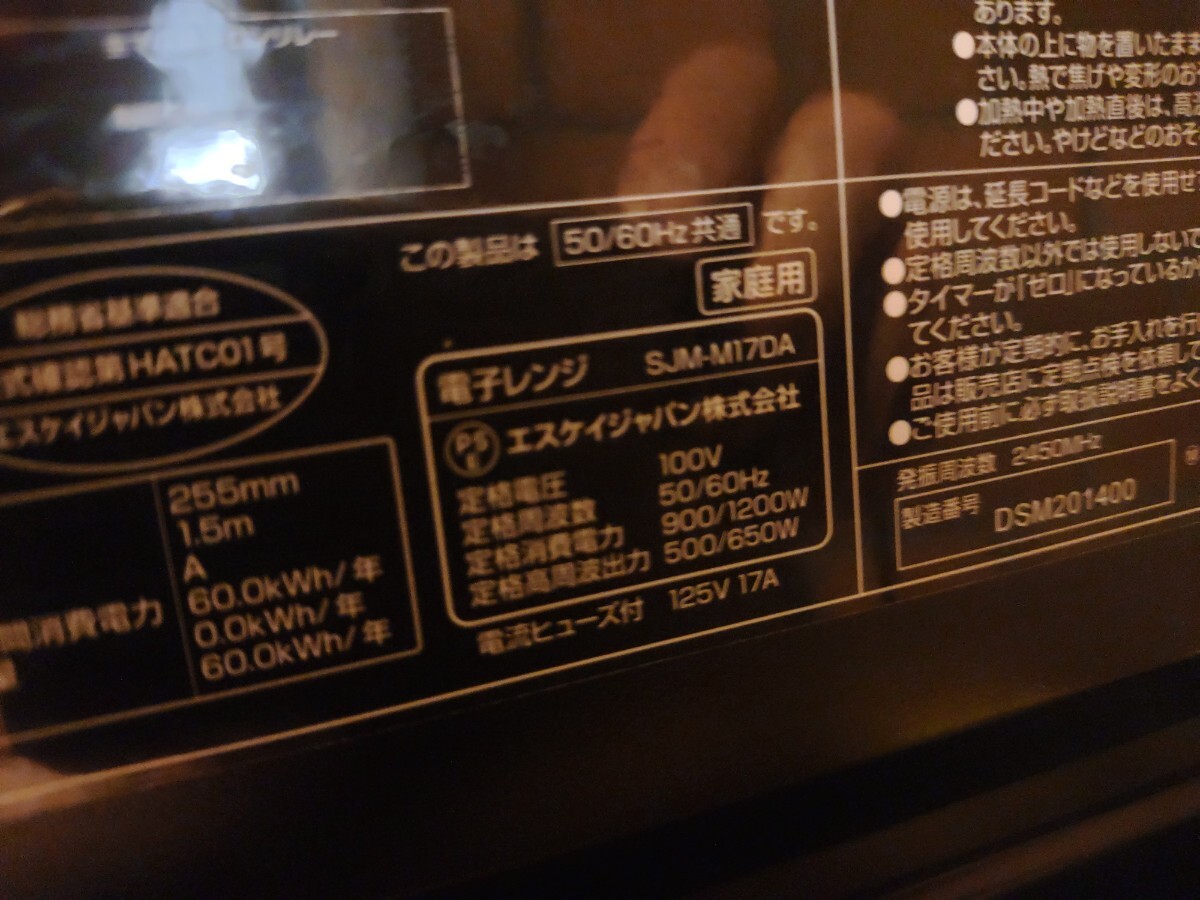 あります。
●本体の上に物を置いたまま
さい。熱で焦げや変形のお
●加熱中や加熱直後は、高
ださい。やけどなどのおそ
●電源は、延長コードなどを使用せ
使用してください。
●定格周波数以外では使用しない
●タイマーが「ゼロ」になっているか
てください。
●お客様が定期的に、お手入れを行
品は販売店に定期点検を依頼して
●ご使用前に必ず取扱説明書をよく
発振周波数 2450MHz
製造番号 DSM201400
この製品は 50/60Hz共通 です。
家庭用
総務省基準適合
式確認第HATC01号
エスケイジャパン株式会社
電子レンジ SJM-M17DA
PS E エスケイジャパン株式会社
定格電圧 100V
定格周波数 50/60Hz
定格消費電力 900/1200W
定格高周波出力 500/650W
電流ヒューズ付 125V 17A
255mm
1.5m
A
間消費電力 60.0kWh/年
0.0kWh/年
60.0kWh/年